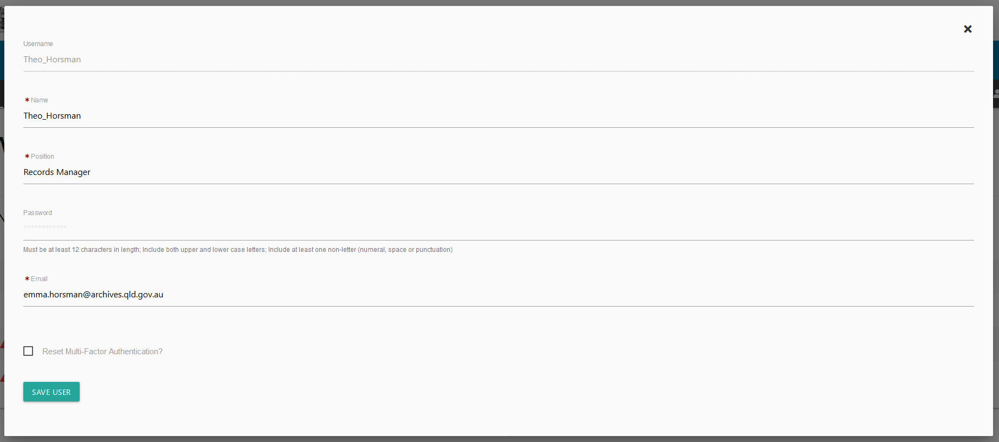 Username
Theo_Horsman
* Name
Theo_Horsman
* Position
Records Manager
Password
************
Must be at least 12 characters in length; Include both upper and lower case letters; Include at least one non-letter (numeral, space or punctuation)
* Email
emma.horsman@archives.qld.gov.au
Reset Multi-Factor Authentication?
SAVE USER